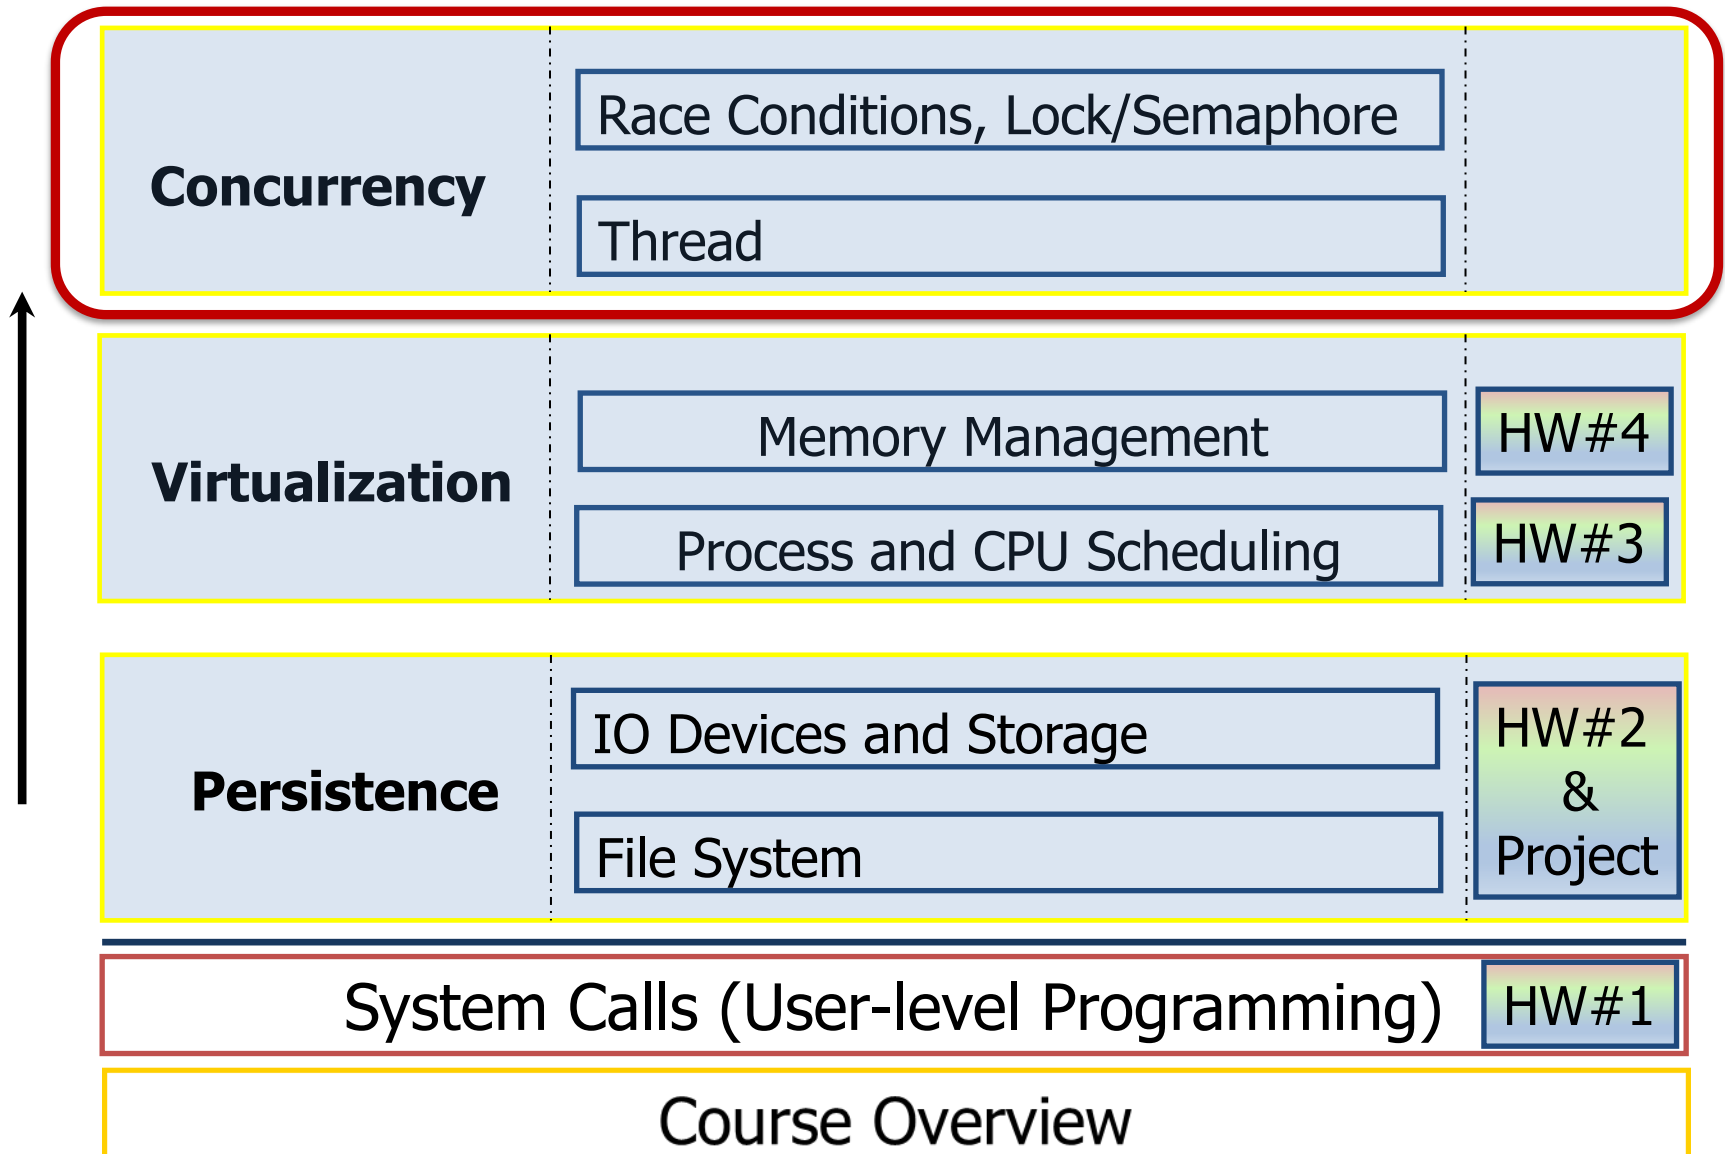 Race Conditions, Lock/Semaphore
Concurrency
Thread
Memory Management
HW#4
Virtualization
Process and CPU Scheduling
HW#3
IO Devices and Storage
HW#2
&
Project
Persistence
File System
System Calls (User-level Programming)
HW#1
Course Overview